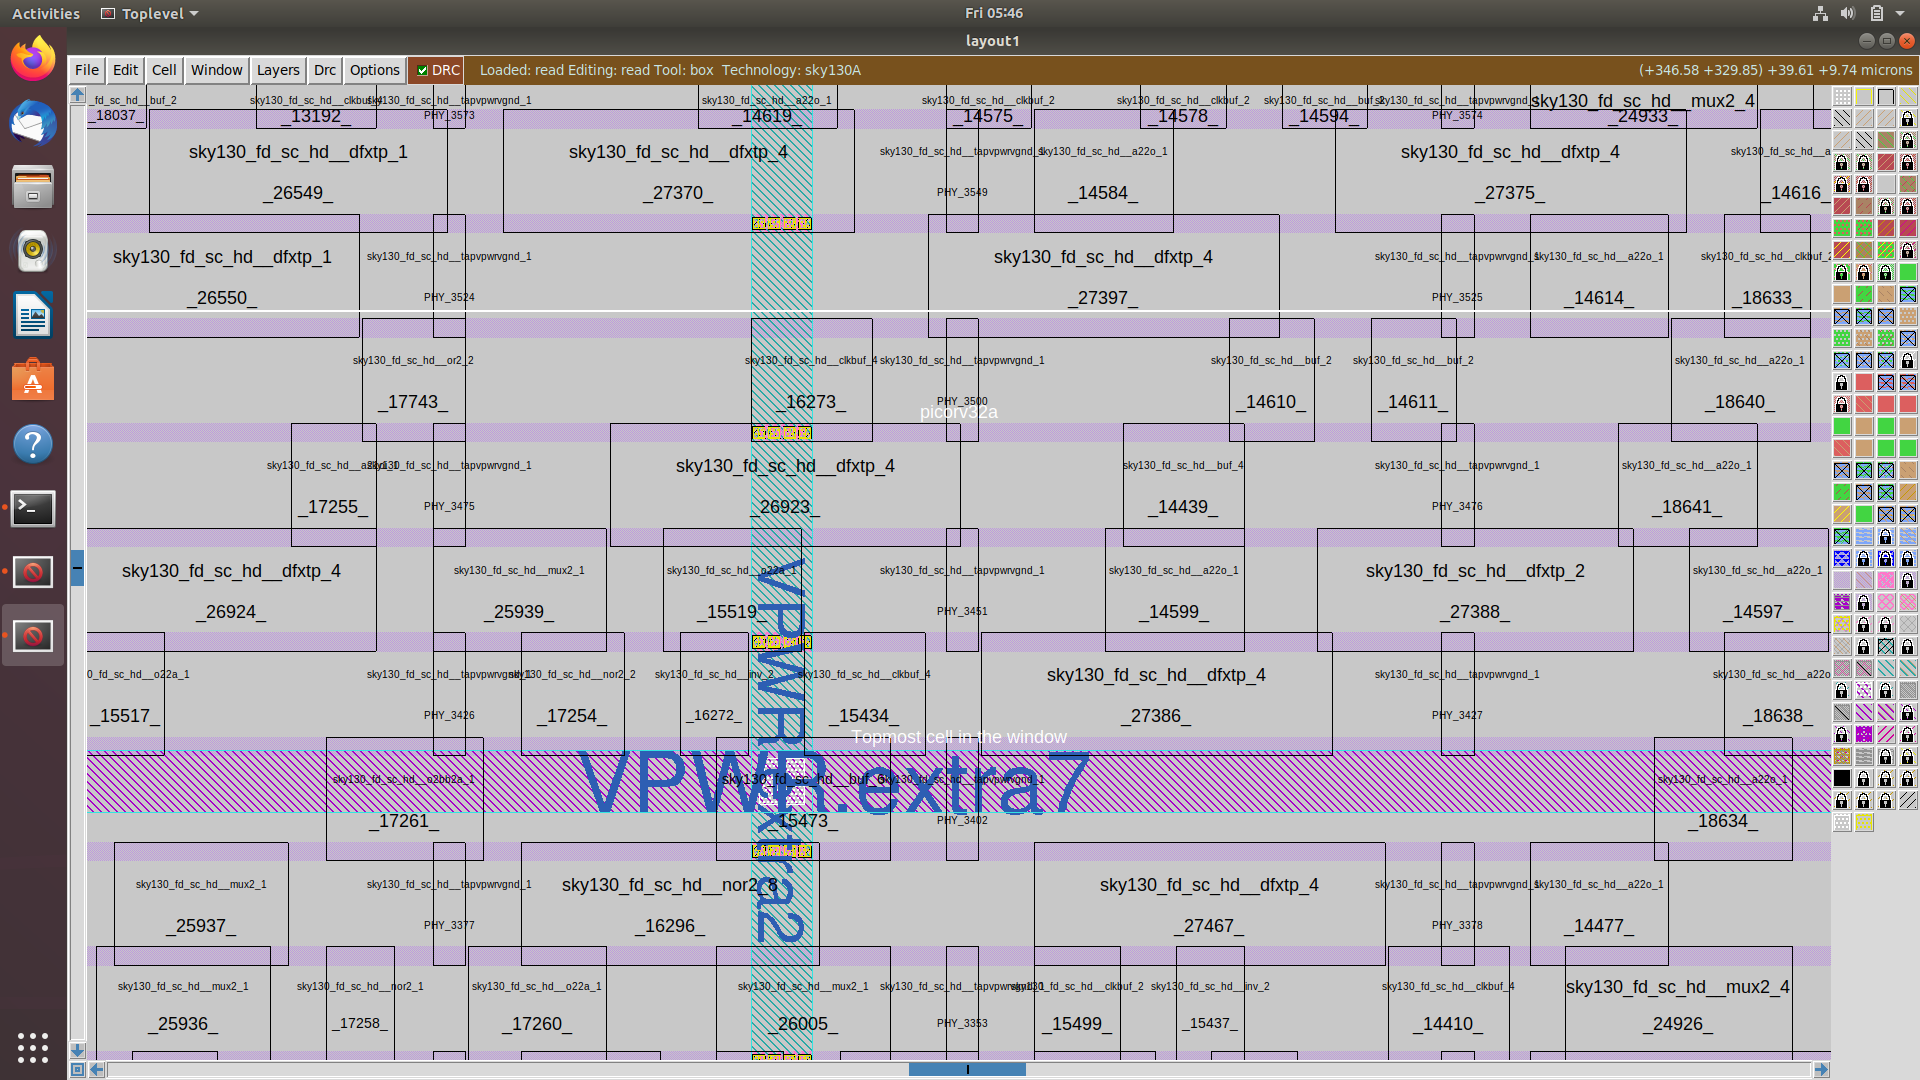 Activities
Toplevel
Fri 05:46
layout1
File Edit Cell Window Layers Drc Options DRC Loaded: read Editing: read Tool: box Technology: sky130A (+346.58 +329.85) +39.61 +9.74 microns
_fd_sc_hd__buf_2 sky130_fd_sc_hd__clkbuf_4 sky130_fd_sc_hd__tapvpwrvgnd_1 sky130_fd_sc_hd__a22o_1 sky130_fd_sc_hd__clkbuf_2 sky130_fd_sc_hd__clkbuf_2 sky130_fd_sc_hd__buf_2 sky130_fd_sc_hd__tapvpwrvgnd_1 sky130_fd_sc_hd__mux2_4
_18037_ _13192_ PHY_3573 _14619_ _14575_ _14578_ _14594_ PHY_3574 _24933_
sky130_fd_sc_hd__dfxtp_1 sky130_fd_sc_hd__dfxtp_4 sky130_fd_sc_hd__tapvpwrvgnd_1 sky130_fd_sc_hd__a22o_1 sky130_fd_sc_hd__dfxtp_4 sky130_fd_sc_hd__a
_26549_ _27370_ PHY_3549 _14584_ _27375_ _14616_
sky130_fd_sc_hd__dfxtp_1 sky130_fd_sc_hd__tapvpwrvgnd_1 sky130_fd_sc_hd__dfxtp_4 sky130_fd_sc_hd__tapvpwrvgnd_1 sky130_fd_sc_hd__a22o_1 sky130_fd_sc_hd__clkbuf_2
_26550_ PHY_3524 _27397_ PHY_3525 _14614_ _18633_
sky130_fd_sc_hd__or2_2 sky130_fd_sc_hd__clkbuf_4 sky130_fd_sc_hd__tapvpwrvgnd_1 sky130_fd_sc_hd__buf_2 sky130_fd_sc_hd__buf_2 sky130_fd_sc_hd__a22o_1
_17743_ _16273_ PHY_3500 _14610_ _14611_ _18640_
picorv32a
sky130_fd_sc_hd__tapvpwrvgnd_1 sky130_fd_sc_hd__dfxtp_4 sky130_fd_sc_hd__buf_4 sky130_fd_sc_hd__tapvpwrvgnd_1 sky130_fd_sc_hd__a22o_1
_17255_ PHY_3475 _26923_ _14439_ PHY_3476 _18641_
sky130_fd_sc_hd__dfxtp_4 sky130_fd_sc_hd__mux2_1 sky130_fd_sc_hd__o22a_1 sky130_fd_sc_hd__tapvpwrvgnd_1 sky130_fd_sc_hd__a22o_1 sky130_fd_sc_hd__dfxtp_2 sky130_fd_sc_hd__a22o_1
_26924_ _25939_ _15519_ PHY_3451 _14599_ _27388_ _14597_
0_fd_sc_hd__o22a_1 sky130_fd_sc_hd__tapvpwrvgnd_1 sky130_fd_sc_hd__nor2_2 sky130_fd_sc_hd__inv_2 sky130_fd_sc_hd__clkbuf_4 sky130_fd_sc_hd__dfxtp_4 sky130_fd_sc_hd__tapvpwrvgnd_1 sky130_fd_sc_hd__a22o
_15517_ PHY_3426 _17254_ _16272_ _15434_ _27386_ PHY_3427 _18638_
Topmost cell in the window
VPWR.extra2
VPWR.extra7
sky130_fd_sc_hd__o2bb2a_1 sky130_fd_sc_hd__buf_6 sky130_fd_sc_hd__tapvpwrvgnd_1 sky130_fd_sc_hd__a22o_1
_17261_ _15473_ PHY_3402 _18634_
sky130_fd_sc_hd__mux2_1 sky130_fd_sc_hd__tapvpwrvgnd_1 sky130_fd_sc_hd__nor2_8 sky130_fd_sc_hd__dfxtp_4 sky130_fd_sc_hd__tapvpwrvgnd_1 sky130_fd_sc_hd__a22o_1
_25937_ PHY_3377 _16296_ _27467_ PHY_3378 _14477_
sky130_fd_sc_hd__mux2_1 sky130_fd_sc_hd__nor2_1 sky130_fd_sc_hd__o22a_1 sky130_fd_sc_hd__mux2_1 sky130_fd_sc_hd__tapvpwrvgnd_1 sky130_fd_sc_hd__clkbuf_2 sky130_fd_sc_hd__inv_2 sky130_fd_sc_hd__clkbuf_4 sky130_fd_sc_hd__mux2_4
_25936_ _17258_ _17260_ _26005_ PHY_3353 _15499_ _15437_ _14410_ _24926_